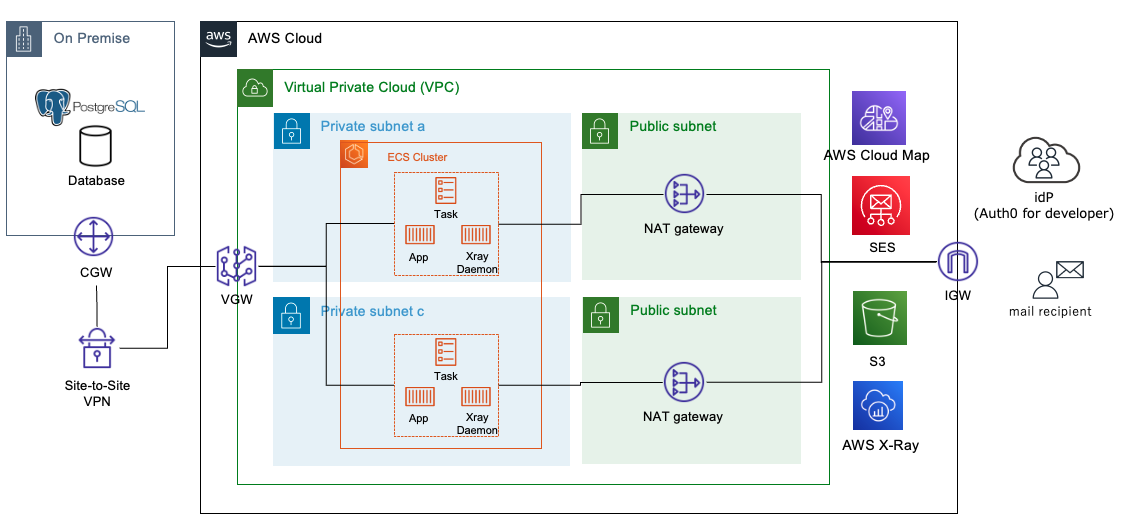 On Premise
PostgreSQL
Database
CGW
Site-to-Site
VPN
aws
AWS Cloud
Virtual Private Cloud (VPC)
VGW
Private subnet a
ECS Cluster
Task
App
Xray
Daemon
Public subnet
NAT gateway
Private subnet c
Task
App
Xray
Daemon
Public subnet
NAT gateway
AWS Cloud Map
SES
IGW
S3
AWS X-Ray
idP
(Auth0 for developer)
mail recipient